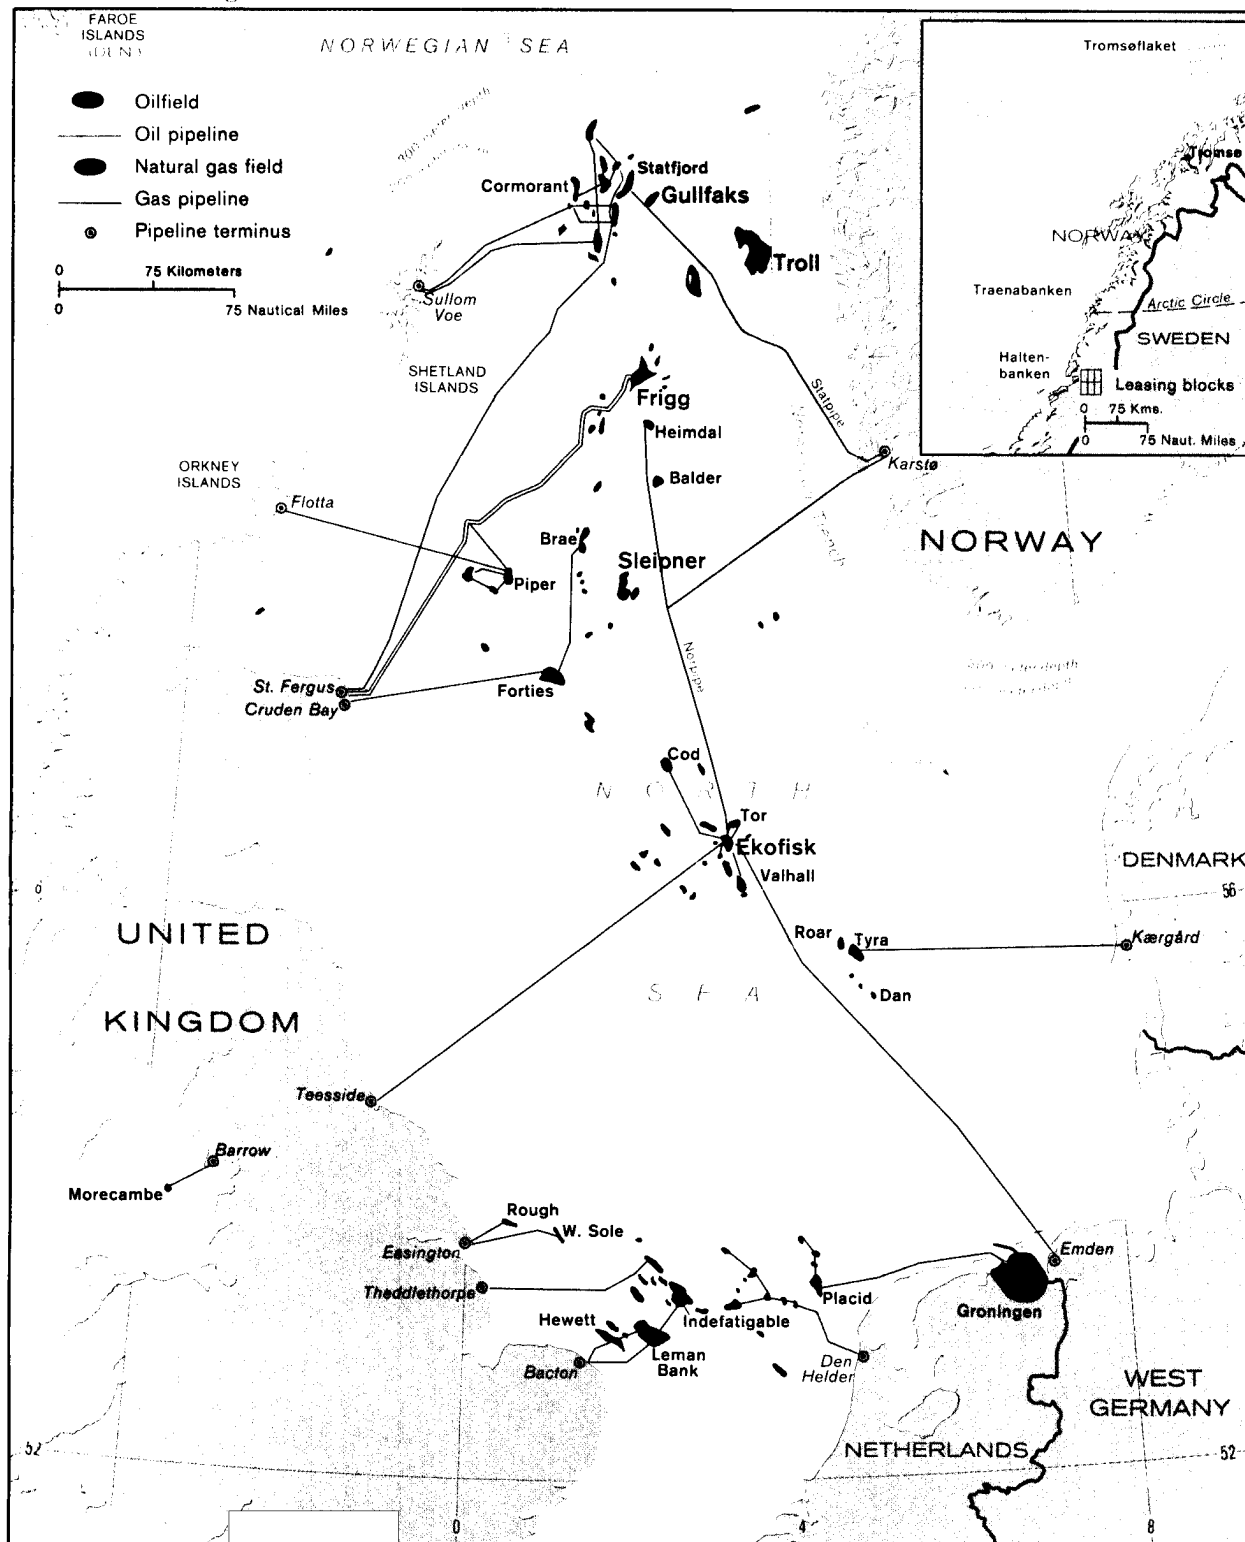 FAROE
ISLANDS
(DEN)
NORWEGIAN SEA
Oilfield
Oil pipeline
Natural gas field
Gas pipeline
Pipeline terminus
0 75 Kilometers
0 75 Nautical Miles
Tromsøflaket
Tromsø
NORWAY
Traenabanken
Arctic Circle
SWEDEN
Halten-
banken
Leasing blocks
0 75 Kms.
0 75 Naut. Miles
Statfjord
Cormorant
Gullfaks
Troll
Sullom
Voe
SHETLAND
ISLANDS
Frigg
Statpipe
Heimdal
Karstø
ORKNEY
ISLANDS
Balder
Flotta
NORWAY
Brae
Sleipner
Piper
Norpipe
St. Fergus
Forties
Cruden Bay
Cod
NORTH
Tor
Ekofisk
DENMARK
Valhall
56
UNITED
Roar
Tyra
Kærgård
SEA
Dan
KINGDOM
Teesside
Barrow
Morecambe
Rough
W. Sole
Easington
Emden
Theddlethorpe
Placid
Groningen
Hewett
Indefatigable
Leman
Bank
Bacton
Den
Helder
WEST
GERMANY
NETHERLANDS
52
52
0
4
8